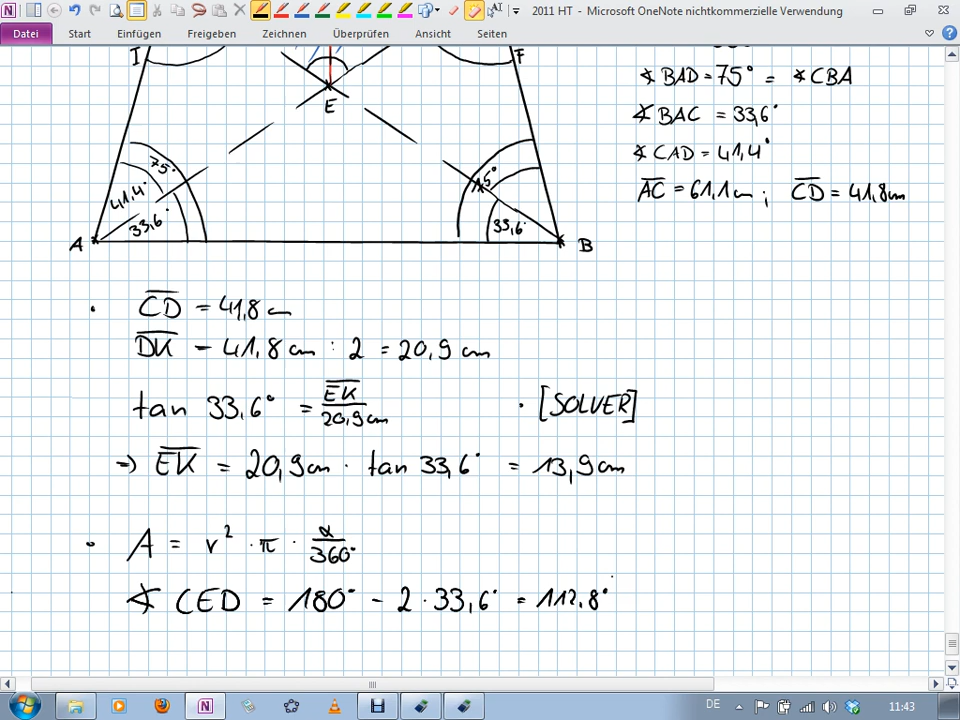 2011 HT - Microsoft OneNote nichtkommerzielle Verwendung
Datei Start Einfügen Freigeben Zeichnen Überprüfen Ansicht Seiten
I F
∢ BAD = 75° = ∢ CBA
E
∢ BAC = 33,6°
∢ CAD = 41,4°
75° 75°
AC = 61,1 cm ; CD = 41,8 cm
41,4°
33,6° 33,6°
A B
· CD = 41,8 cm
DK = 41,8 cm : 2 = 20,9 cm
tan 33,6° = EK / 20,9 cm · [SOLVER]
=> EK = 20,9 cm · tan 33,6° = 13,9 cm
· A = r² · π · α / 360°
∢ CED = 180° - 2 · 33,6° = 112,8°
DE 11:43